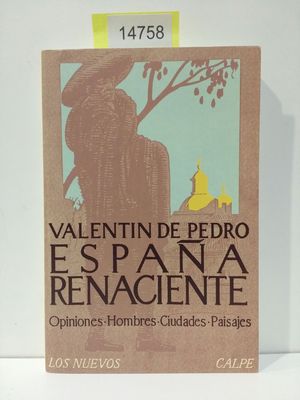 14758
VALENTIN DE PEDRO
ESPAÑA
RENACIENTE
Opiniones·Hombres·Ciudades·Paisajes
LOS NUEVOS CALPE